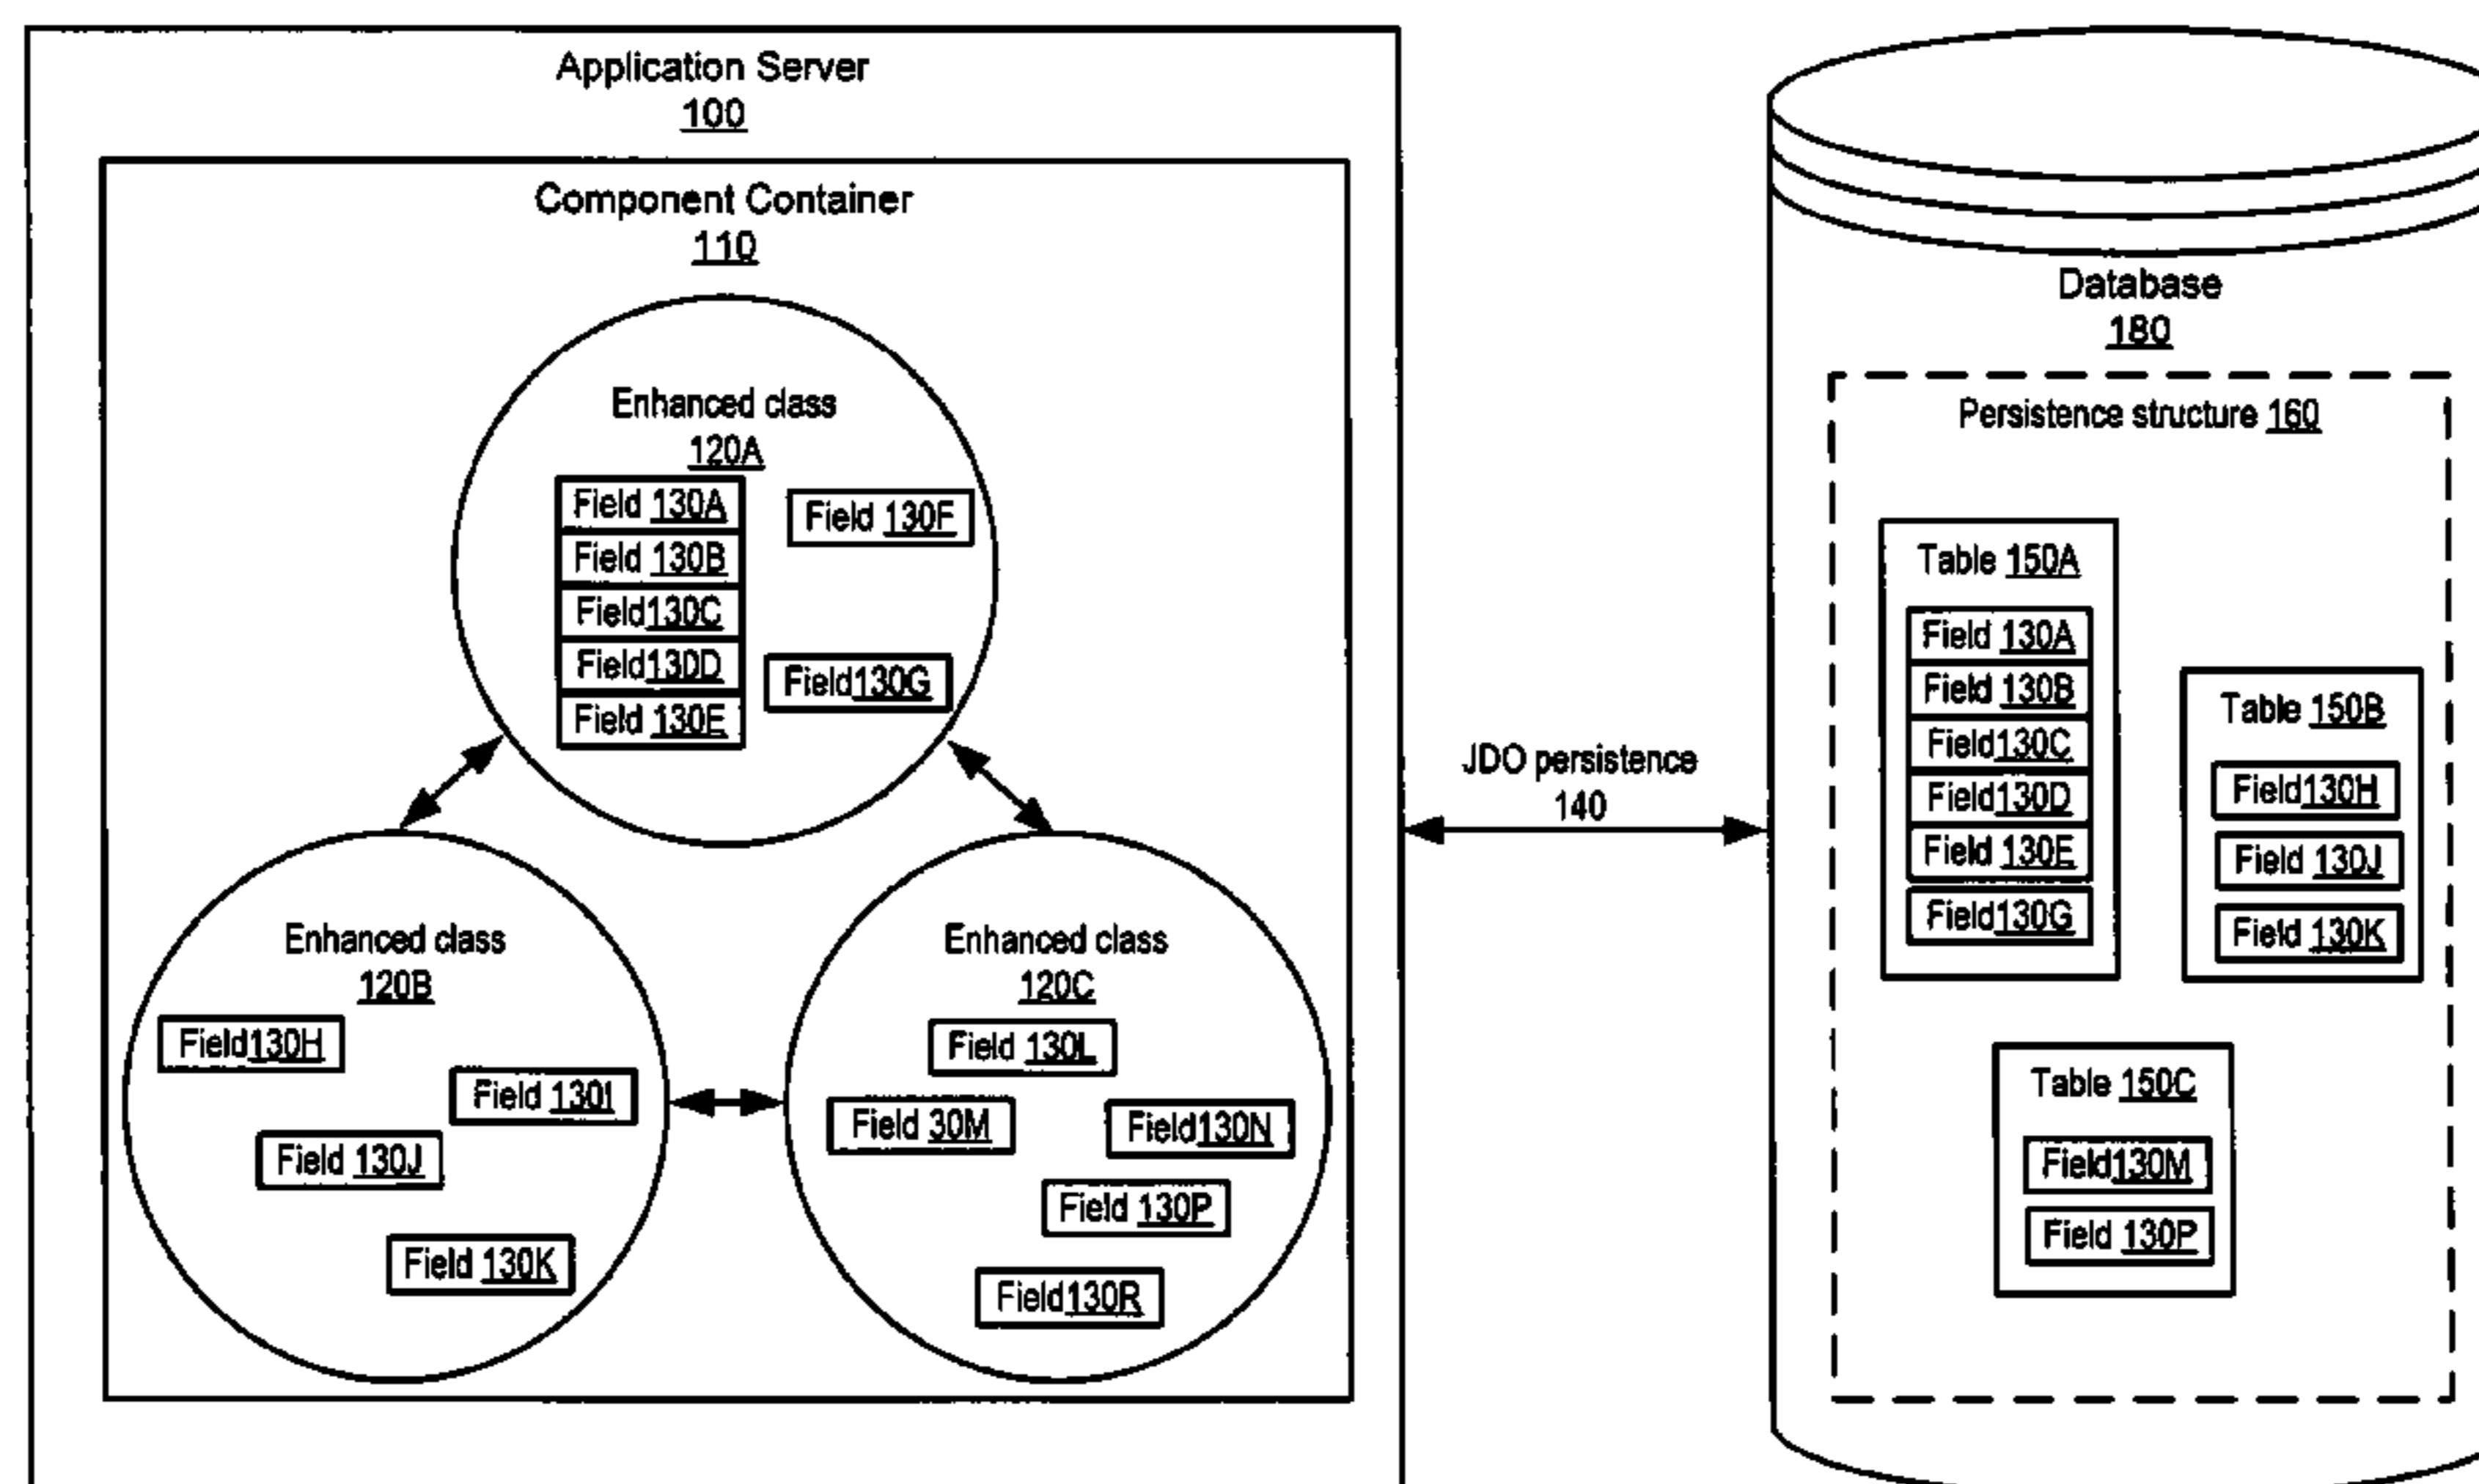 Application Server
100
Component Container
110
Enhanced class
120A
Field 130A
Field 130B
Field130C
Field130D
Field 130E
Field 130F
Field130G
Enhanced class
120B
Field130H
Field 130I
Field 130J
Field 130K
Enhanced class
120C
Field 130L
Field 30M
Field130N
Field 130P
Field130R
JDO persistence
140
Database
180
Persistence structure 160
Table 150A
Field 130A
Field 130B
Field130C
Field130D
Field 130E
Field130G
Table 150B
Field130H
Field 130J
Field 130K
Table 150C
Field130M
Field 130P